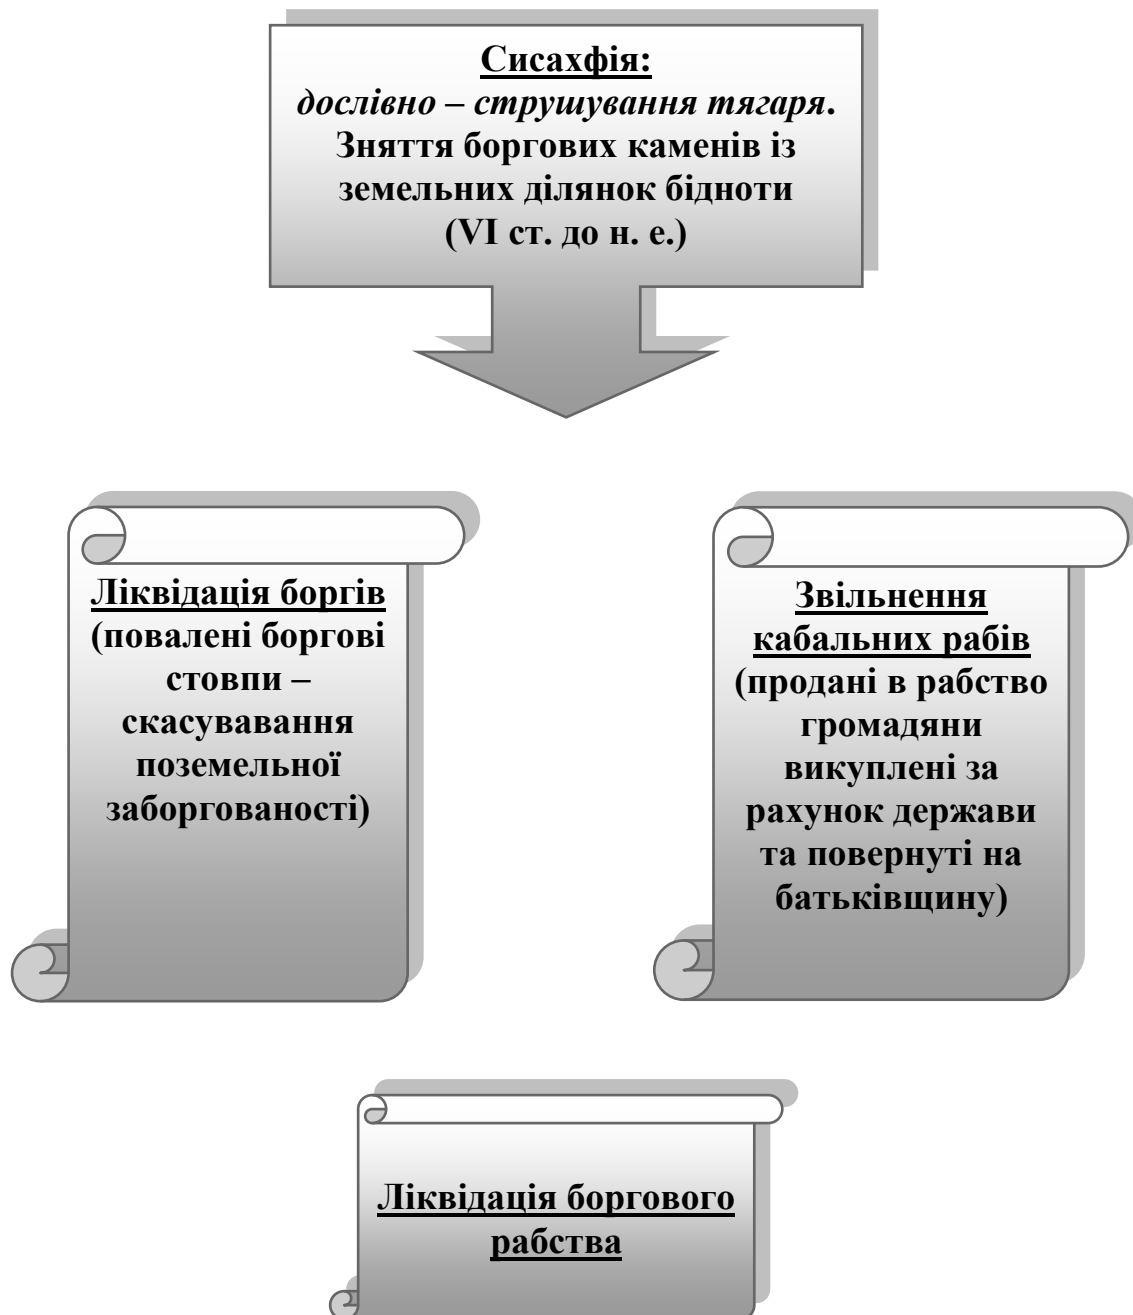 Сисахфія:
дослівно – струшування тягаря.
Зняття боргових каменів із
земельних ділянок бідноти
(VI ст. до н. е.)
Ліквідація боргів
(повалені боргові
стовпи –
скасувавання
поземельної
заборгованості)
Звільнення
кабальних рабів
(продані в рабство
громадяни
викуплені за
рахунок держави
та повернуті на
батьківщину)
Ліквідація боргового
рабства